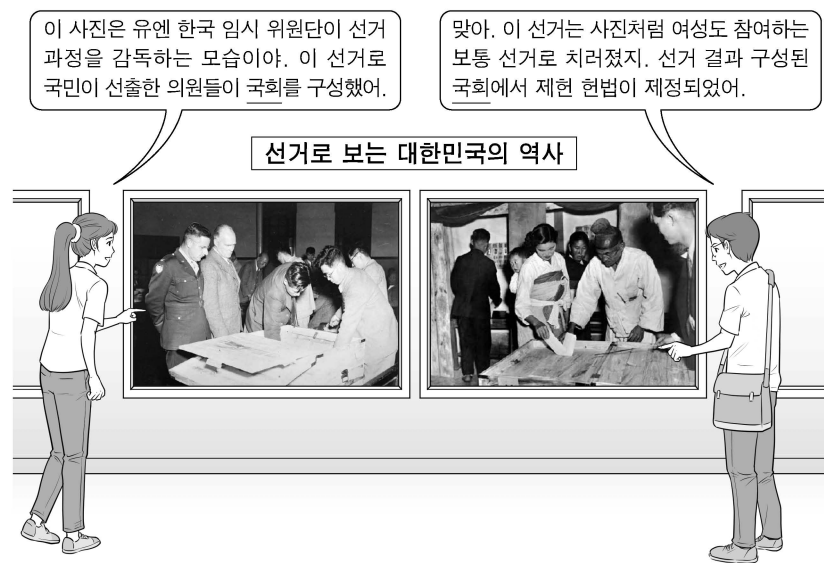 이 사진은 유엔 한국 임시 위원단이 선거
과정을 감독하는 모습이야. 이 선거로
국민이 선출한 의원들이 국회를 구성했어.
맞아. 이 선거는 사진처럼 여성도 참여하는
보통 선거로 치러졌지. 선거 결과 구성된
국회에서 제헌 헌법이 제정되었어.
선거로 보는 대한민국의 역사